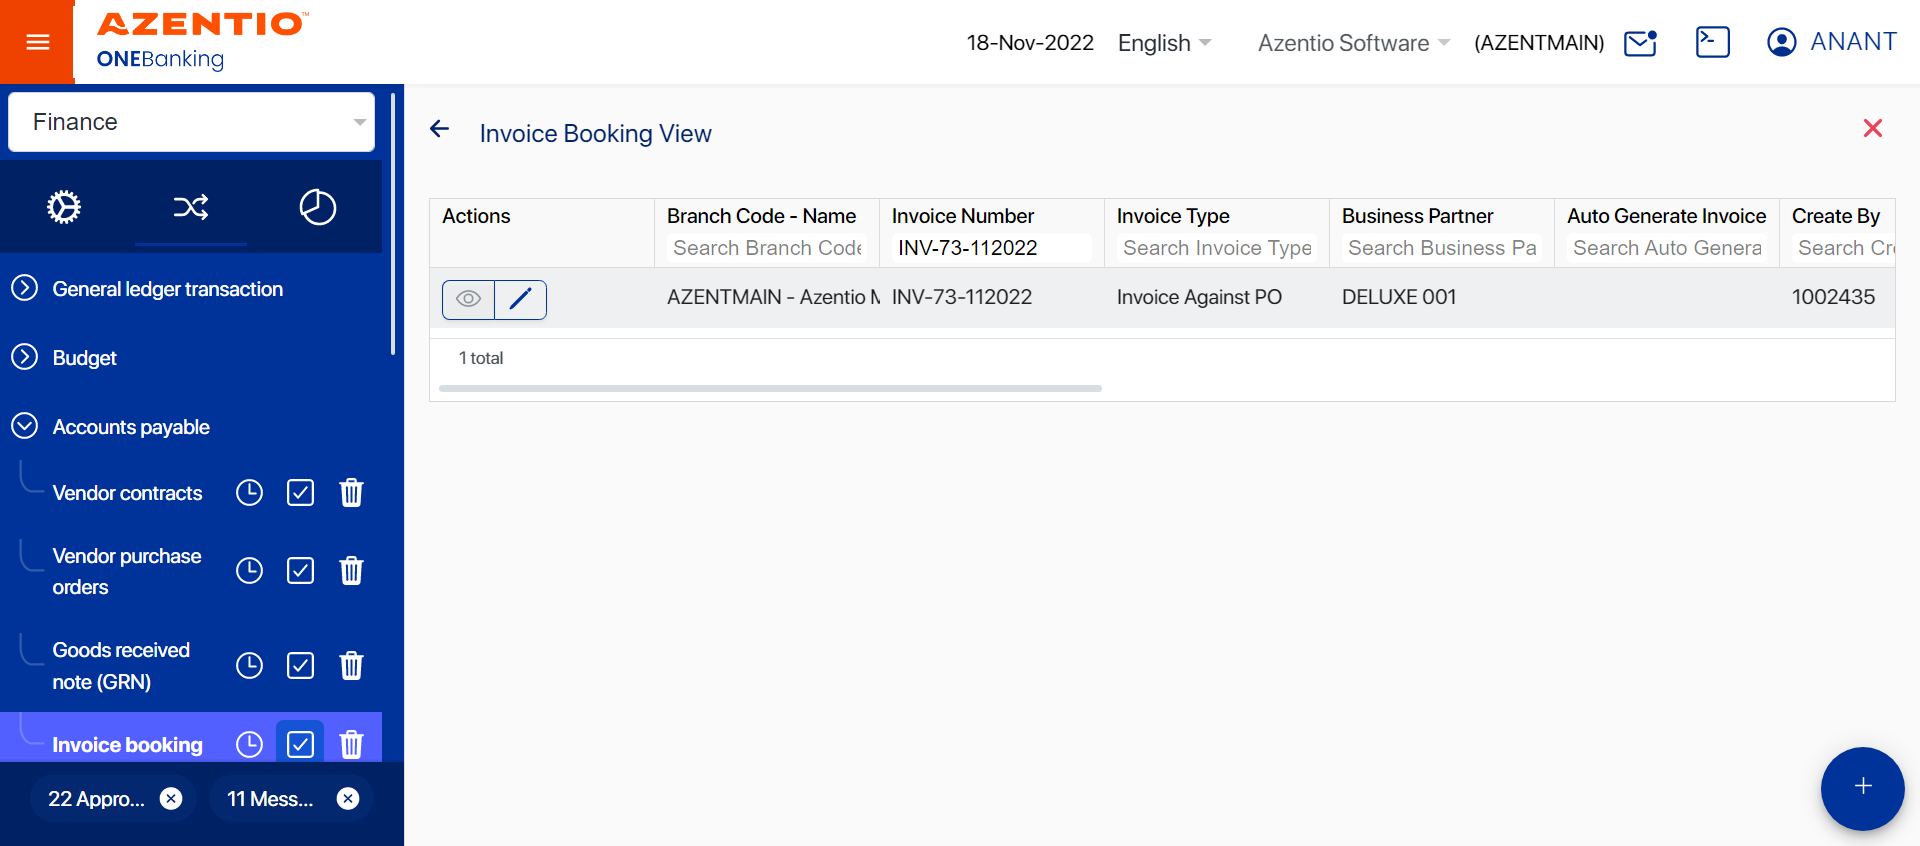 AZENTIO™
ONEBanking
18-Nov-2022 English Azentio Software (AZENTMAIN) ANANT
Finance
General ledger transaction
Budget
Accounts payable
Vendor contracts
Vendor purchase
orders
Goods received
note (GRN)
Invoice booking
22 Appro...
11 Mess...
Invoice Booking View
Actions Branch Code - Name Invoice Number Invoice Type Business Partner Auto Generate Invoice Create By
Search Branch Code INV-73-112022 Search Invoice Type Search Business Pa Search Auto Genera Search Cr
AZENTMAIN - Azentio M INV-73-112022 Invoice Against PO DELUXE 001 1002435
1 total